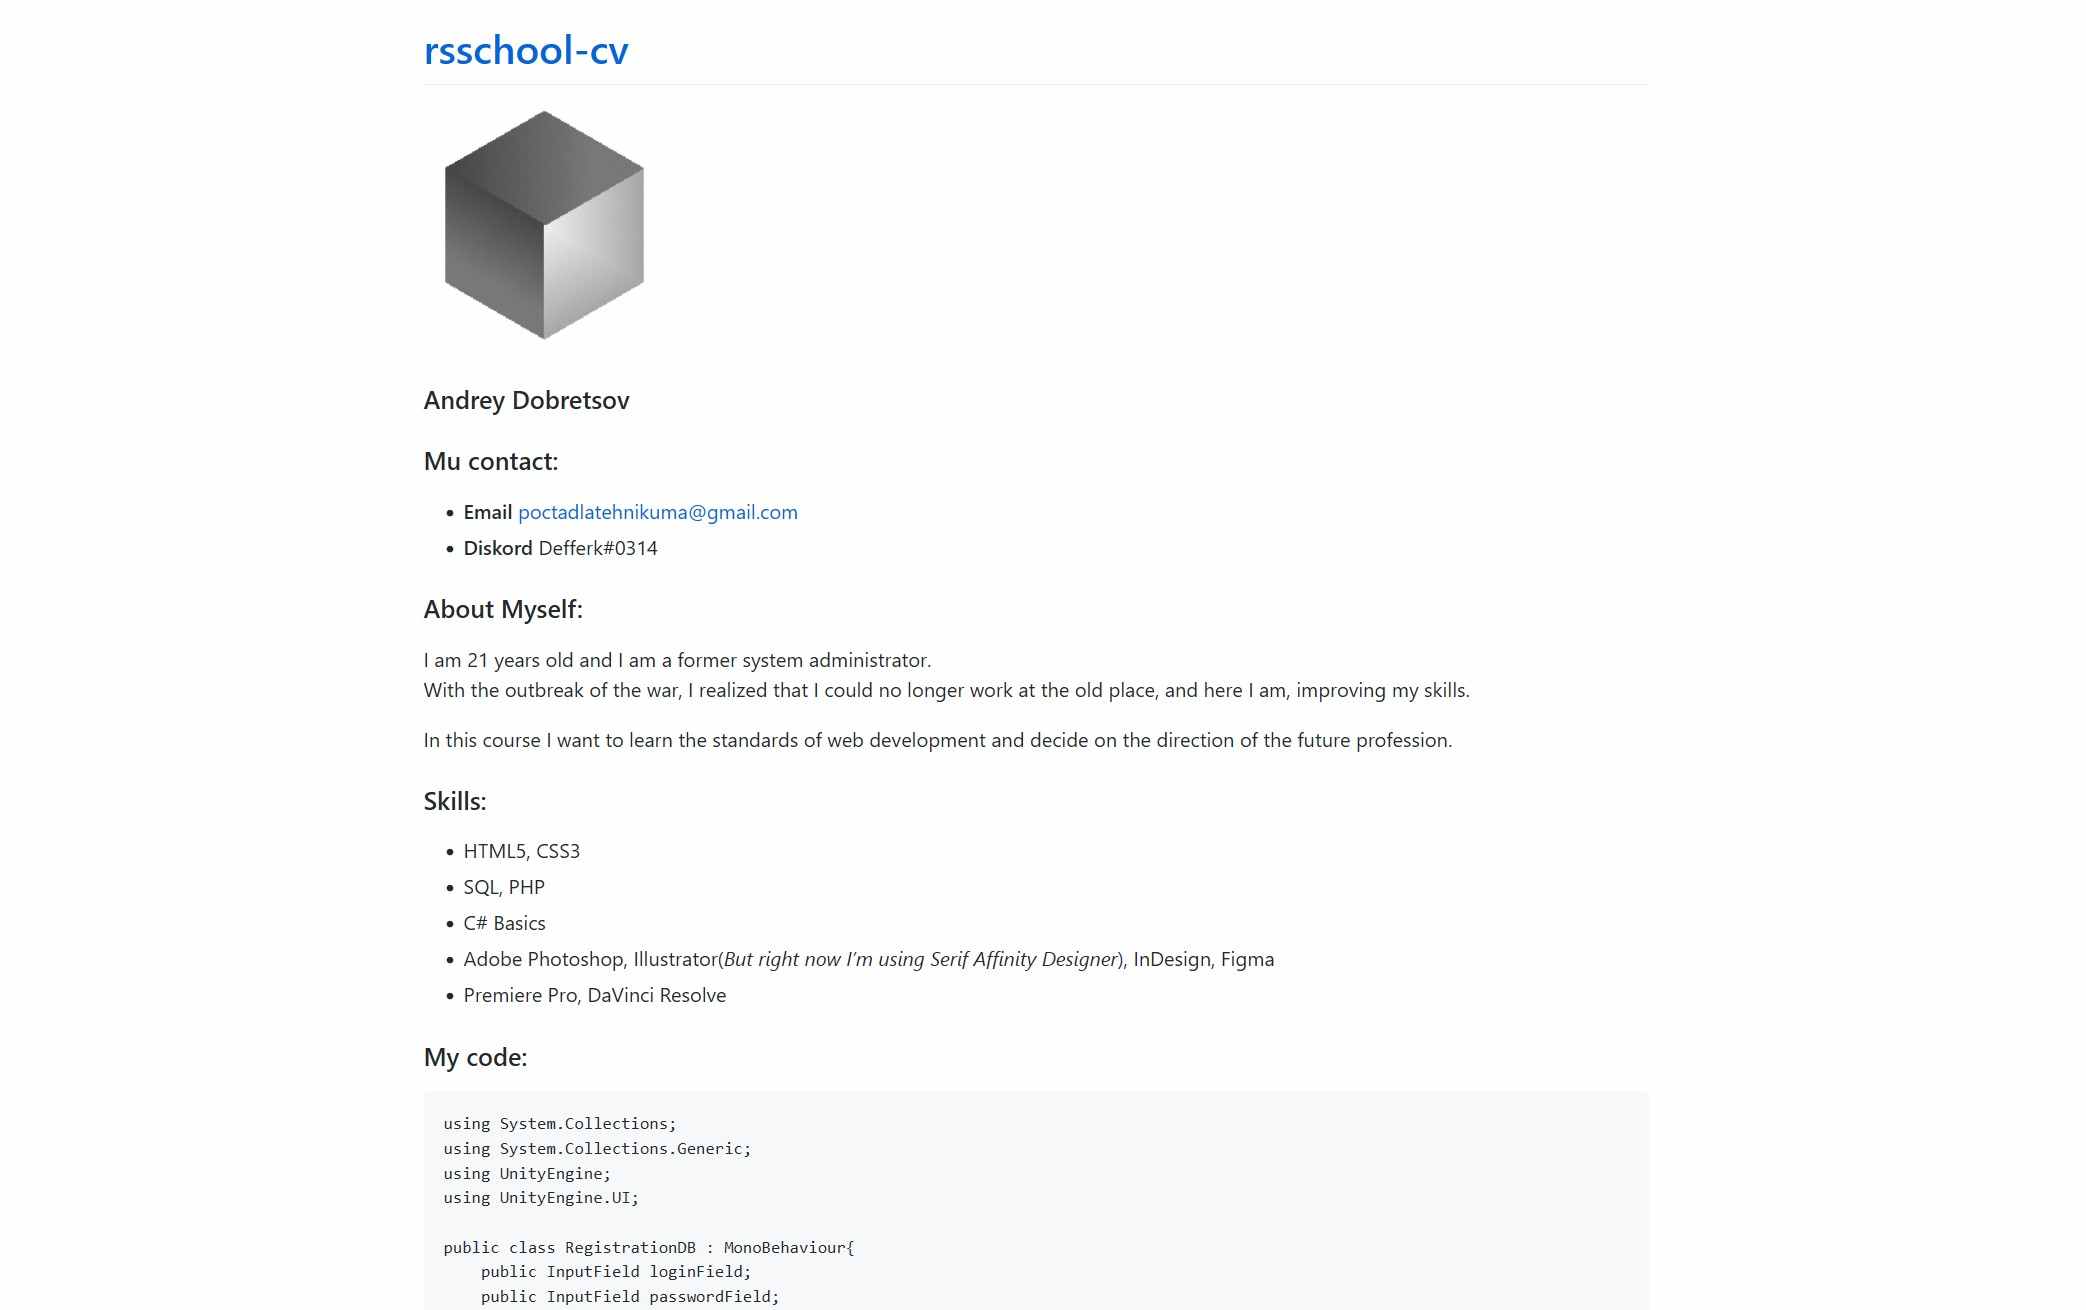 rsschool-cv
Andrey Dobretsov
Mu contact:
• Email poctadlatehnikuma@gmail.com
• Diskord Defferk#0314
About Myself:
I am 21 years old and I am a former system administrator.
With the outbreak of the war, I realized that I could no longer work at the old place, and here I am, improving my skills.
In this course I want to learn the standards of web development and decide on the direction of the future profession.
Skills:
• HTML5, CSS3
• SQL, PHP
• C# Basics
• Adobe Photoshop, Illustrator(But right now I’m using Serif Affinity Designer), InDesign, Figma
• Premiere Pro, DaVinci Resolve
My code:
using System.Collections;
using System.Collections.Generic;
using UnityEngine;
using UnityEngine.UI;
public class RegistrationDB : MonoBehaviour{
    public InputField loginField;
    public InputField passwordField;